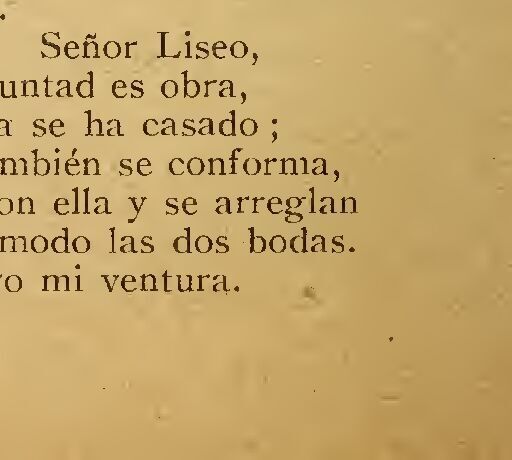 Señor Liseo,
untad es obra,
a se ha casado ;
mbién se conforma,
on ella y se arreglan
modo las dos bodas.
o mi ventura.